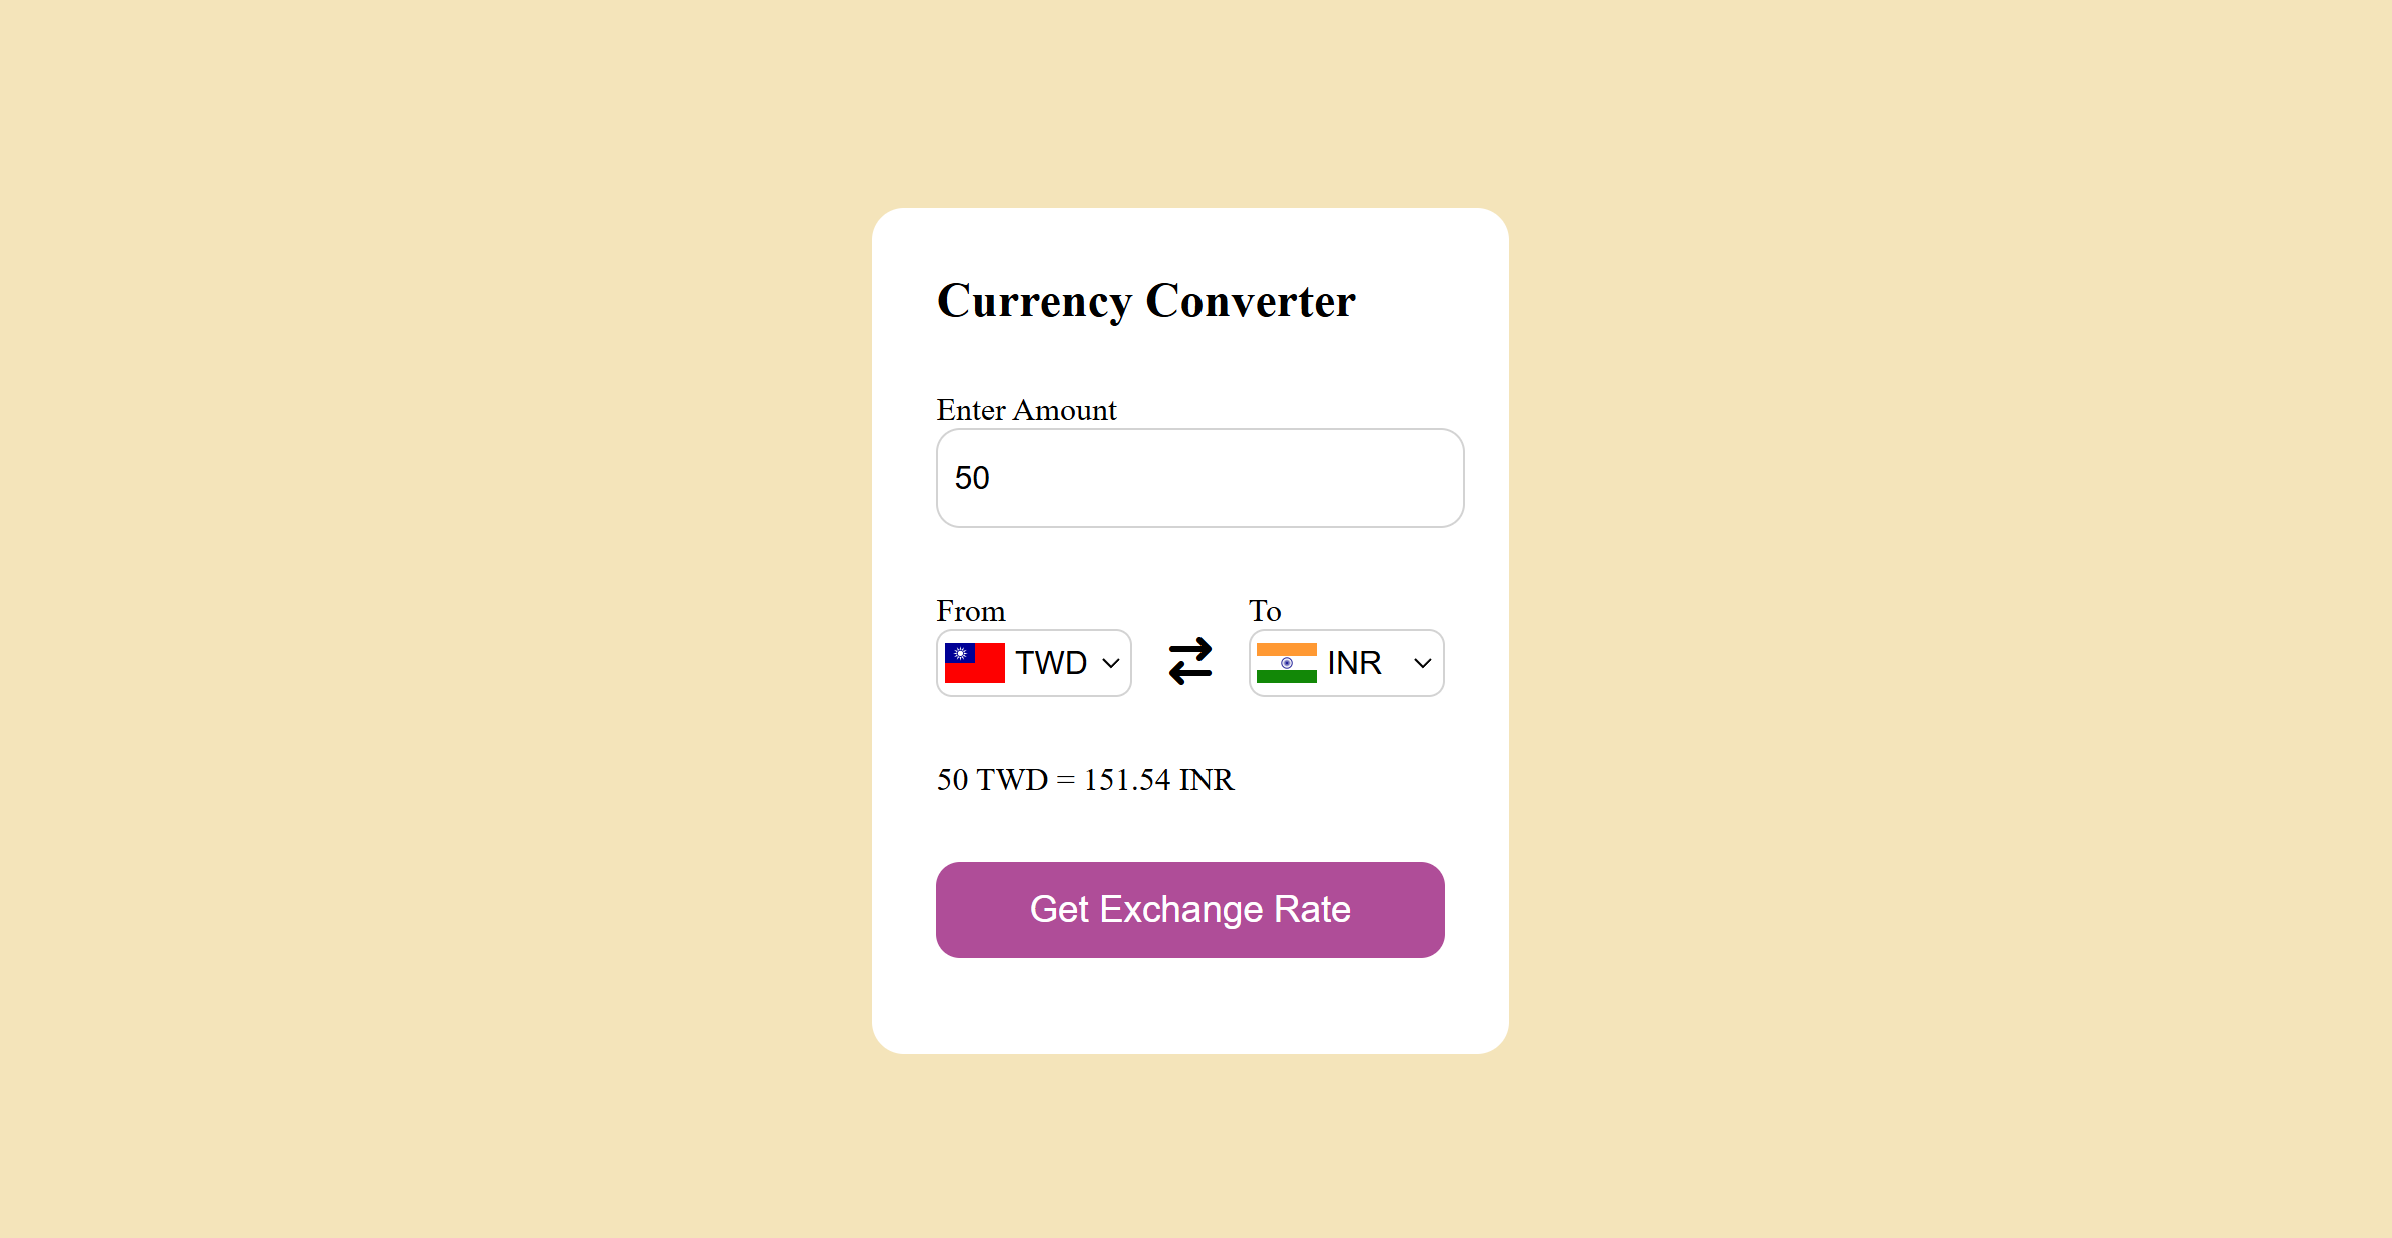 Currency Converter
Enter Amount
50
From To
TWD INR
50 TWD = 151.54 INR
Get Exchange Rate